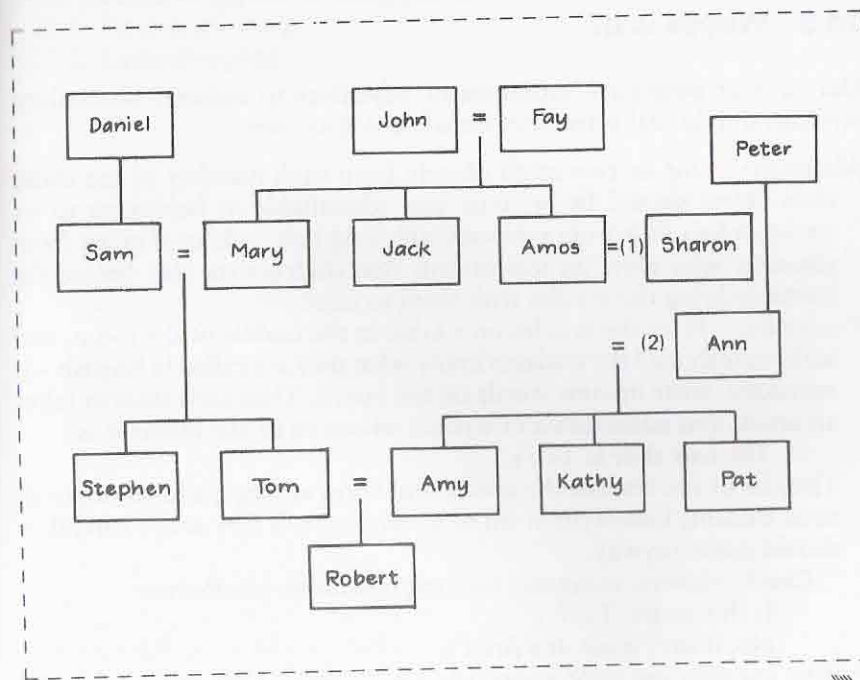 Daniel
John = Fay
Peter
Sam = Mary
Jack
Amos =(1) Sharon
= (2) Ann
Stephen
Tom = Amy
Kathy
Pat
Robert